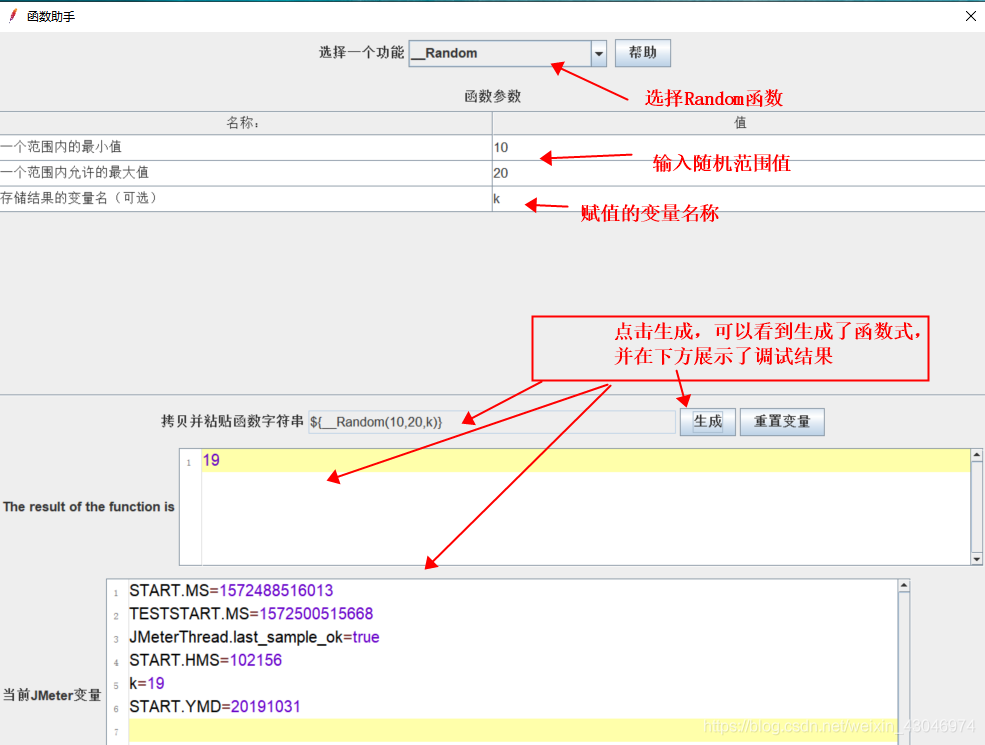 函数助手
选择一个功能 __Random 帮助
函数参数
选择Random函数
名称： 值
一个范围内的最小值 10
输入随机范围值
一个范围内允许的最大值 20
存储结果的变量名（可选） k
赋值的变量名称
点击生成，可以看到生成了函数式，
并在下方展示了调试结果
拷贝并粘贴函数字符串 ${__Random(10,20,k)} 生成 重置变量
1 19
The result of the function is
1 START.MS=1572488516013
2 TESTSTART.MS=1572500515668
3 JMeterThread.last_sample_ok=true
4 START.HMS=102156
5 k=19
当前JMeter变量
6 START.YMD=20191031
7
https://blog.csdn.net/weixin_43046974